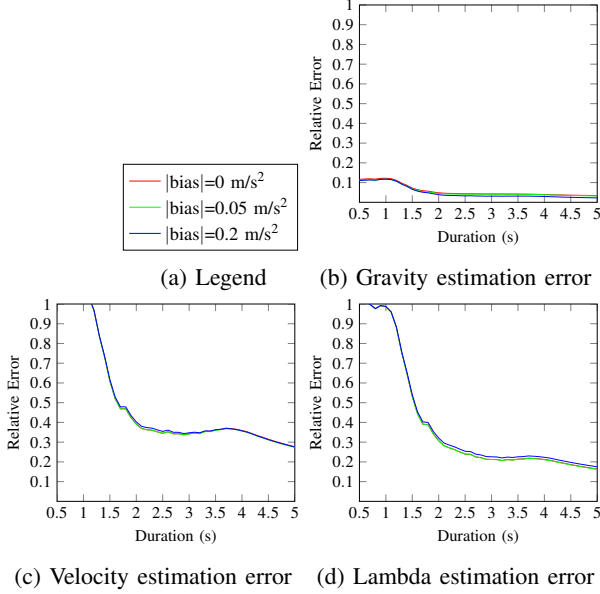 1
0.9
0.8
0.7
0.6
0.5
0.4
0.3
0.2
0.1
0.5 1 1.5 2 2.5 3 3.5 4 4.5 5
Relative Error
Duration (s)
|bias|=0 m/s²
|bias|=0.05 m/s²
|bias|=0.2 m/s²
(a) Legend
(b) Gravity estimation error
1
0.9
0.8
0.7
0.6
0.5
0.4
0.3
0.2
0.1
0.5 1 1.5 2 2.5 3 3.5 4 4.5 5
Relative Error
Duration (s)
(c) Velocity estimation error
1
0.9
0.8
0.7
0.6
0.5
0.4
0.3
0.2
0.1
0.5 1 1.5 2 2.5 3 3.5 4 4.5 5
Relative Error
Duration (s)
(d) Lambda estimation error